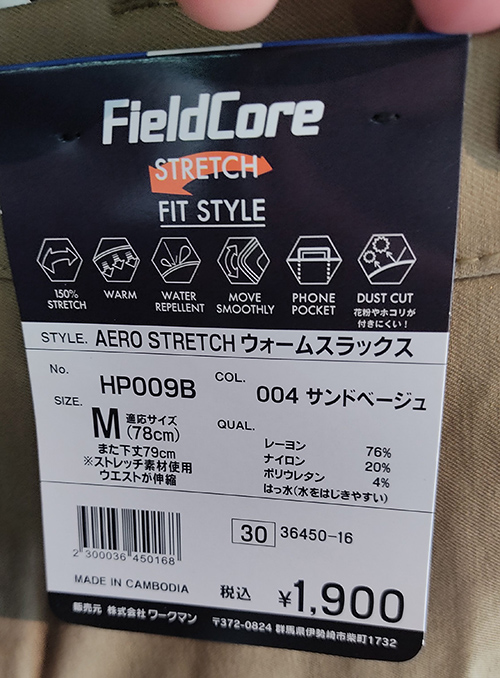 FieldCore
STRETCH
FIT STYLE
150% STRETCH
WARM
WATER REPELLENT
MOVE SMOOTHLY
PHONE POCKET
DUST CUT
花粉やホコリが
付きにくい!
STYLE. AERO STRETCH ウォームスラックス
No. HP009B
COL. 004 サンドベージュ
SIZE. M 適応サイズ (78cm)
また下丈79cm
※ストレッチ素材使用
ウエストが伸縮
QUAL.
レーヨン 76%
ナイロン 20%
ポリウレタン 4%
はっ水(水をはじきやすい)
30 36450-16
2 300036 450168
MADE IN CAMBODIA
税込 ¥1,900
販売元 株式会社ワークマン 〒372-0824 群馬県伊勢崎市柴町1732